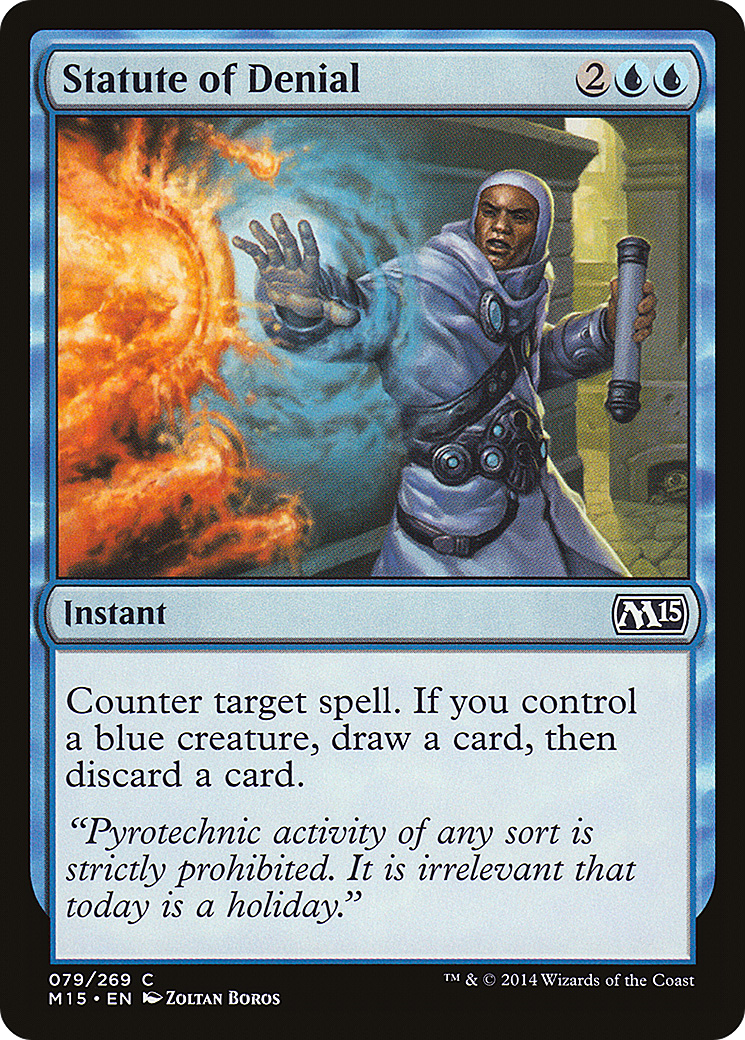 Statute of Denial 2
Instant M15
Counter target spell. If you control
a blue creature, draw a card, then
discard a card.
“Pyrotechnic activity of any sort is
strictly prohibited. It is irrelevant that
today is a holiday.”
079/269 C
M15 • EN Zoltan Boros
™ & © 2014 Wizards of the Coast